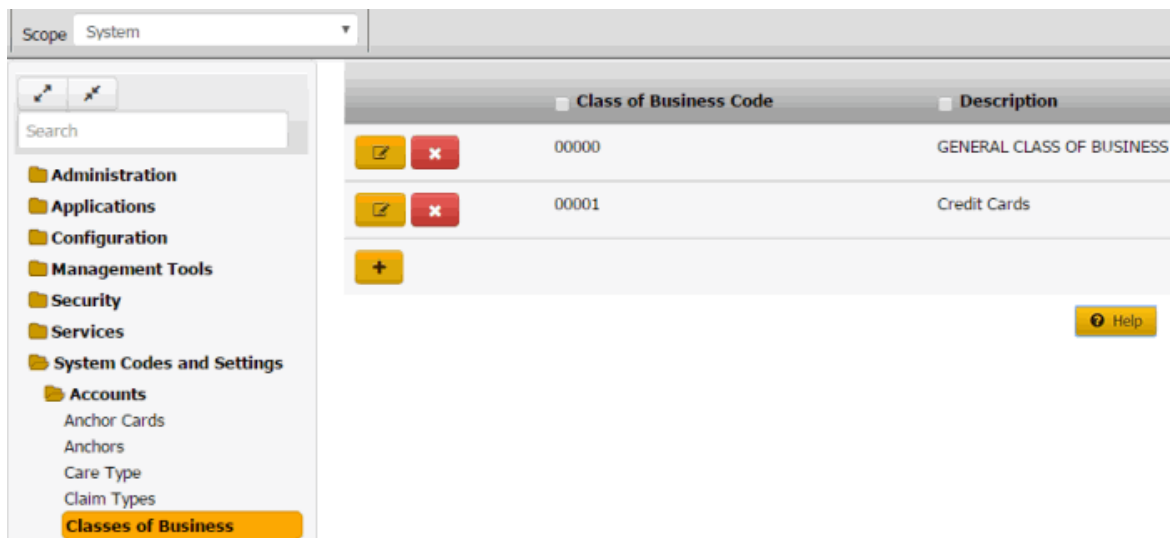 Scope System
Search
Administration
Applications
Configuration
Management Tools
Security
Services
System Codes and Settings
Accounts
Anchor Cards
Anchors
Care Type
Claim Types
Classes of Business
Class of Business Code Description
00000 GENERAL CLASS OF BUSINESS
00001 Credit Cards
Help